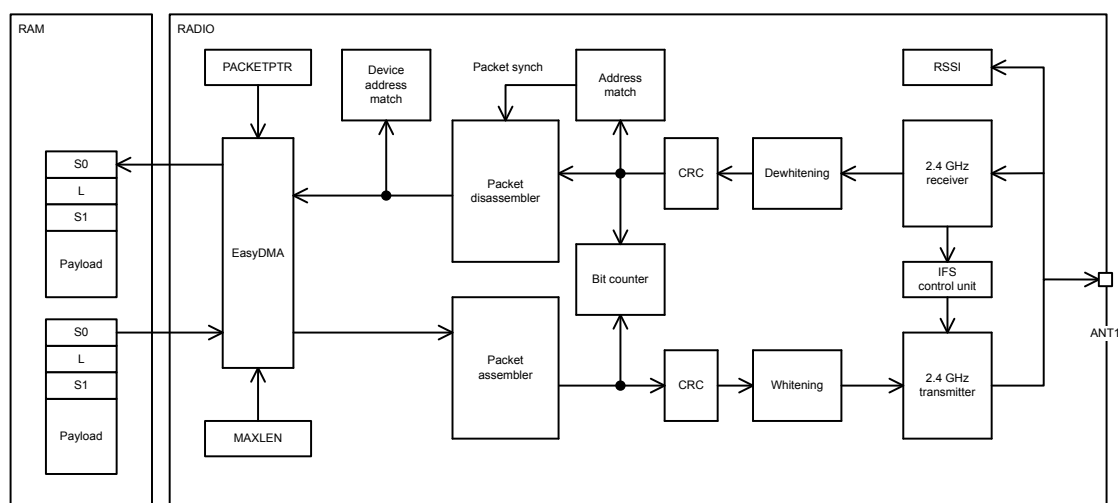 RAM
RADIO
PACKETPTR
Device
address
match
Packet synch
Address
match
RSSI
S0
L
S1
Payload
EasyDMA
Packet
disassembler
CRC
Dewhitening
2.4 GHz
receiver
Bit counter
IFS
control unit
ANT1
S0
L
S1
Payload
Packet
assembler
CRC
Whitening
2.4 GHz
transmitter
MAXLEN